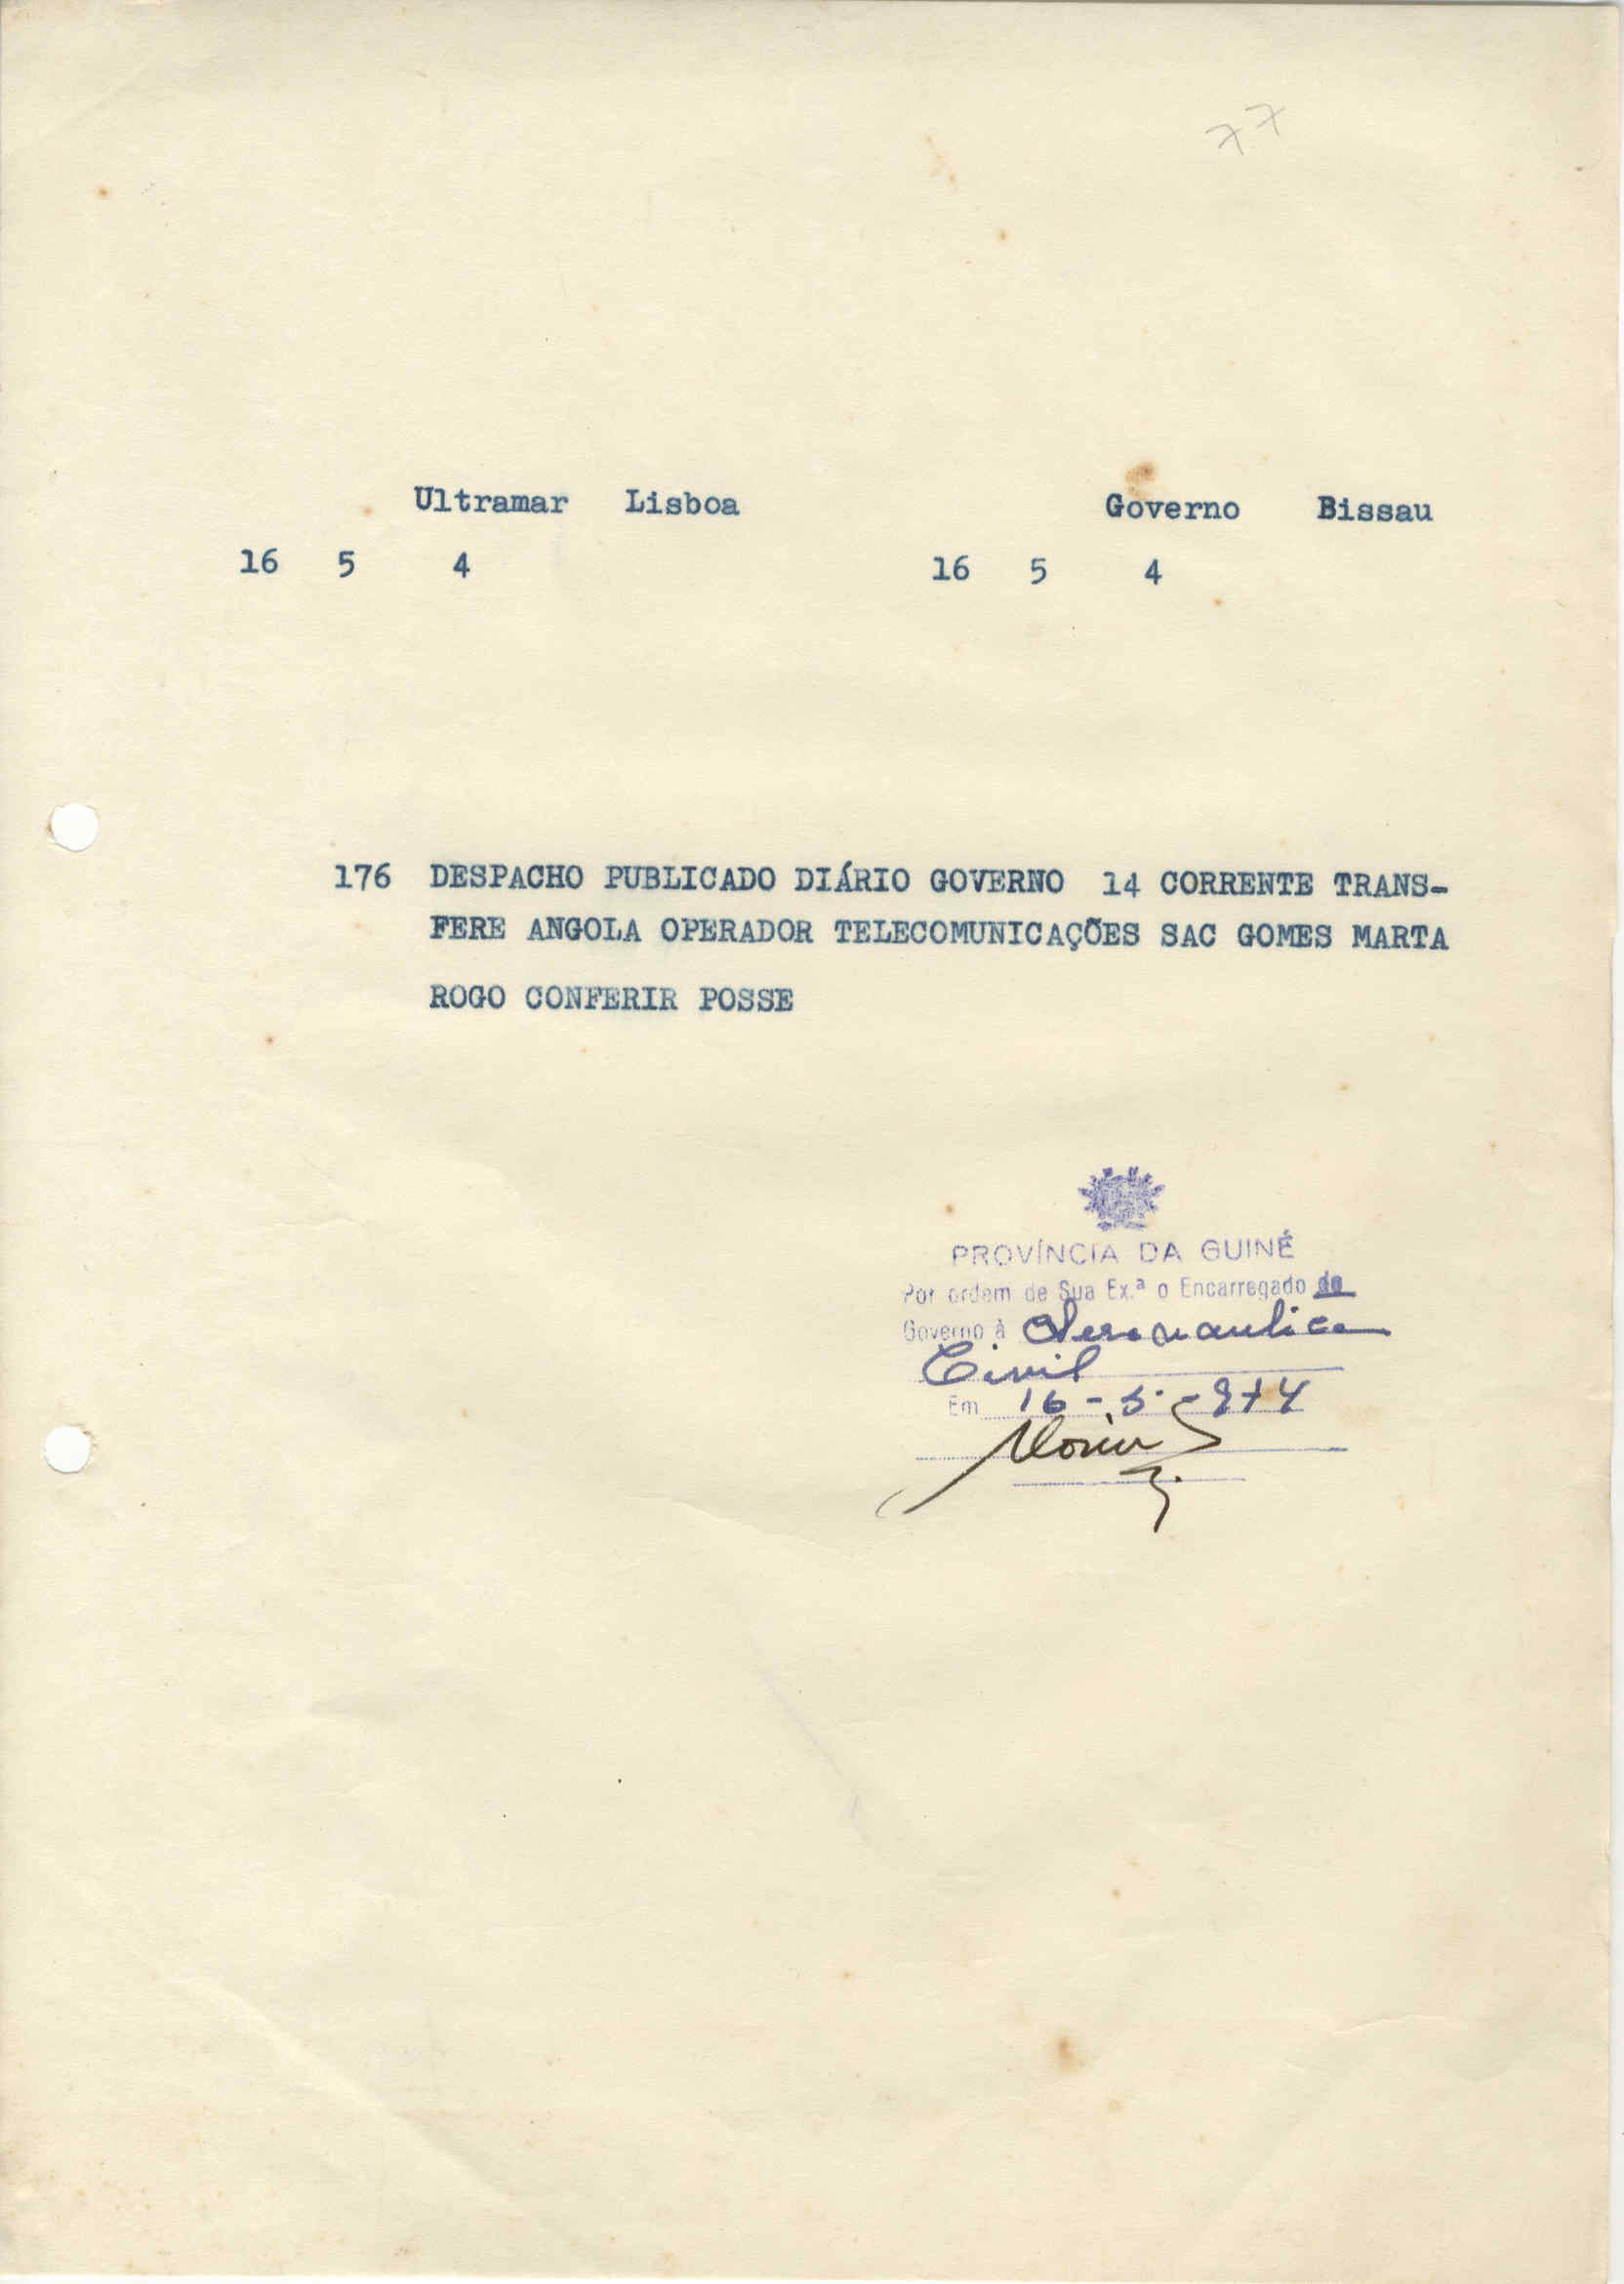 77
Ultramar Lisboa Governo Bissau
16 5 4 16 5 4
176 DESPACHO PUBLICADO DIÁRIO GOVERNO 14 CORRENTE TRANS-
FERE ANGOLA OPERADOR TELECOMUNICAÇÕES SAC GOMES MARTA
ROGO CONFERIR POSSE
PROVÍNCIA DA GUINÉ
Por ordem de Sua Ex.ª o Encarregado do
Governo à Aeronautica
Civil
Em 16-5-974